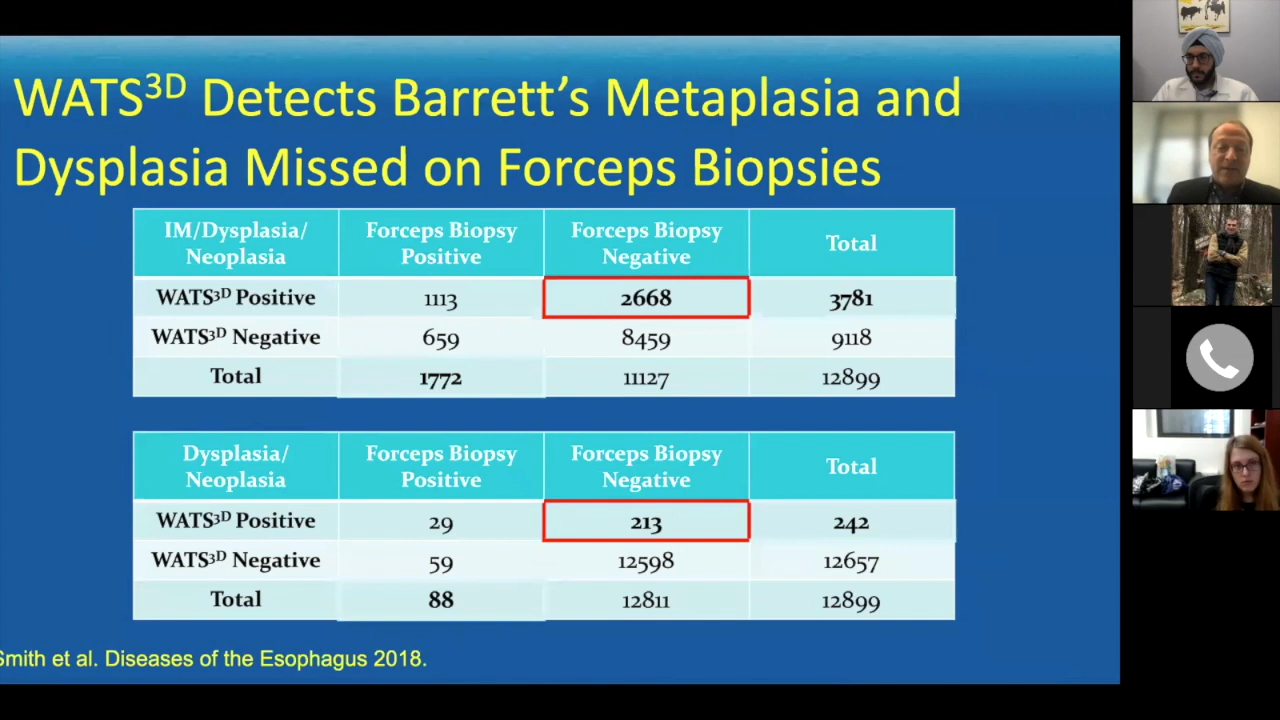 WATS3D Detects Barrett's Metaplasia and
Dysplasia Missed on Forceps Biopsies
IM/Dysplasia/
Neoplasia
Forceps Biopsy
Positive
Forceps Biopsy
Negative
Total
WATS3D Positive 1113 2668 3781
WATS3D Negative 659 8459 9118
Total 1772 11127 12899
Dysplasia/
Neoplasia
Forceps Biopsy
Positive
Forceps Biopsy
Negative
Total
WATS3D Positive 29 213 242
WATS3D Negative 59 12598 12657
Total 88 12811 12899
Smith et al. Diseases of the Esophagus 2018.